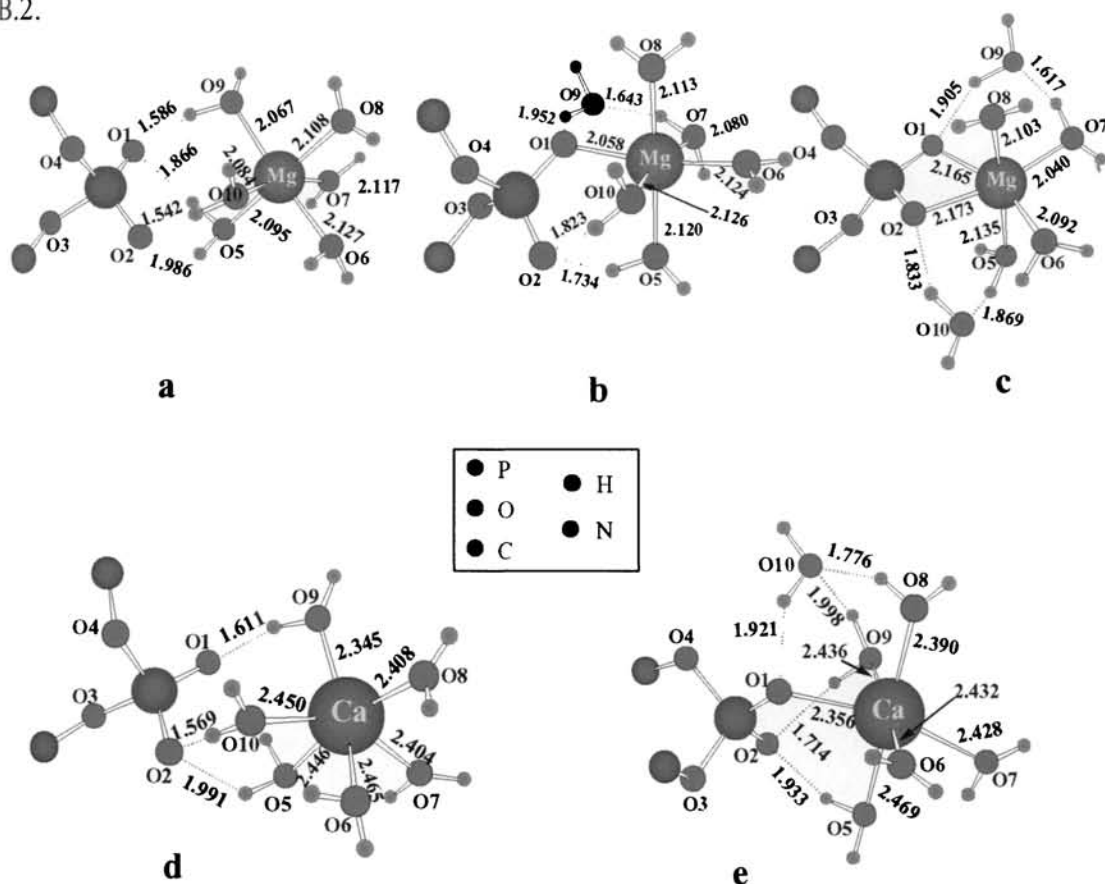 B.2.
O9
1.586
O1
2.067
2.108
O8
O4
1.866
2.084
Mg
O10
O7
2.117
1.542
2.095
2.127
O3
O2
O5
O6
1.986
a
O8
O9
1.643
2.113
1.952
O7
2.080
O1
2.058
Mg
O4
O4
O6
2.124
O10
O3
2.126
1.823
2.120
O2
1.734
O5
b
O9
1.905
1.617
O8
O1
2.103
O7
O4
Mg
2.165
2.040
O3
2.173
O2
2.092
2.135
O5
O6
1.833
1.869
O10
c
P
H
O
N
C
O9
1.611
O4
O1
2.345
2.408
O8
2.450
Ca
O3
1.569
O10
2.404
O2
2.446
2.465
O7
1.991
O5
O6
d
O10
1.776
O8
1.998
1.921
O9
2.390
O4
2.436
O1
2.432
2.356
Ca
2.428
O2
1.714
O6
O7
1.933
2.469
O3
O5
e